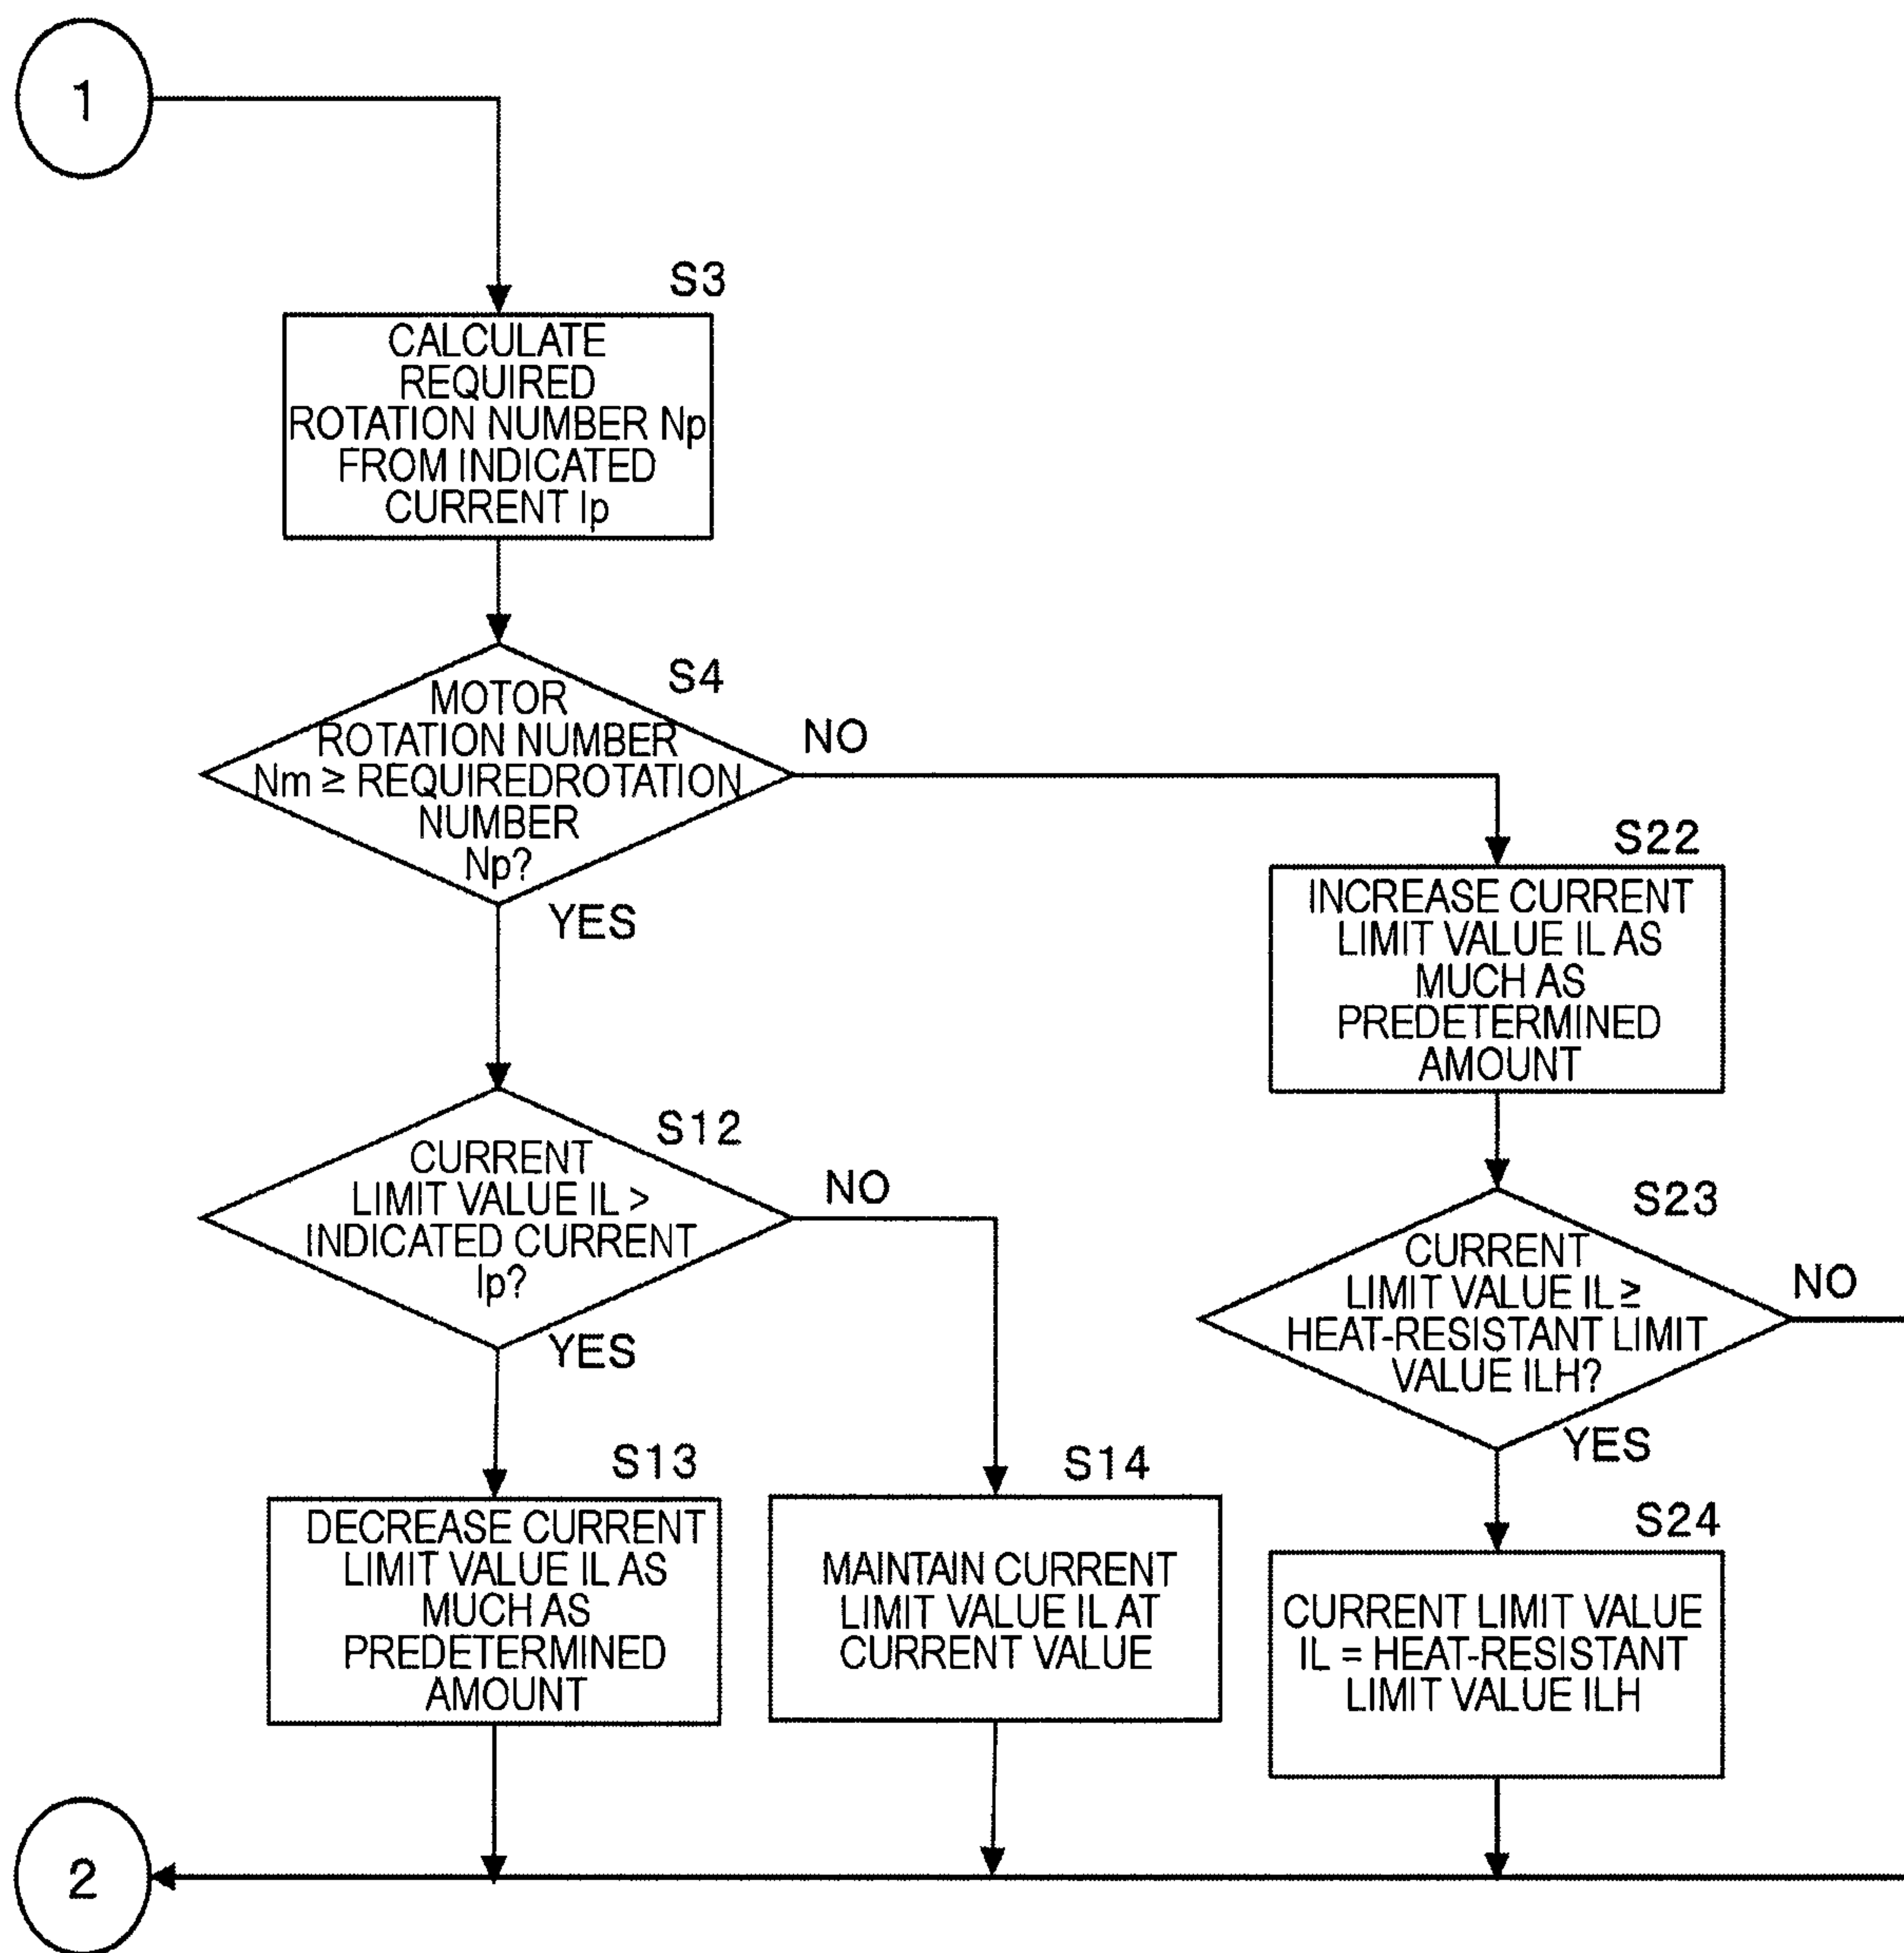 1
S3
CALCULATE
REQUIRED
ROTATION NUMBER Np
FROM INDICATED
CURRENT Ip
S4
MOTOR
ROTATION NUMBER
Nm ≥ REQUIREDROTATION
NUMBER
Np?
NO
YES
S22
INCREASE CURRENT
LIMIT VALUE IL AS
MUCH AS
PREDETERMINED
AMOUNT
S12
CURRENT
LIMIT VALUE IL >
INDICATED CURRENT
Ip?
NO
YES
S23
CURRENT
LIMIT VALUE IL ≥
HEAT-RESISTANT LIMIT
VALUE ILH?
NO
YES
S13
DECREASE CURRENT
LIMIT VALUE IL AS
MUCH AS
PREDETERMINED
AMOUNT
S14
MAINTAIN CURRENT
LIMIT VALUE IL AT
CURRENT VALUE
S24
CURRENT LIMIT VALUE
IL = HEAT-RESISTANT
LIMIT VALUE ILH
2